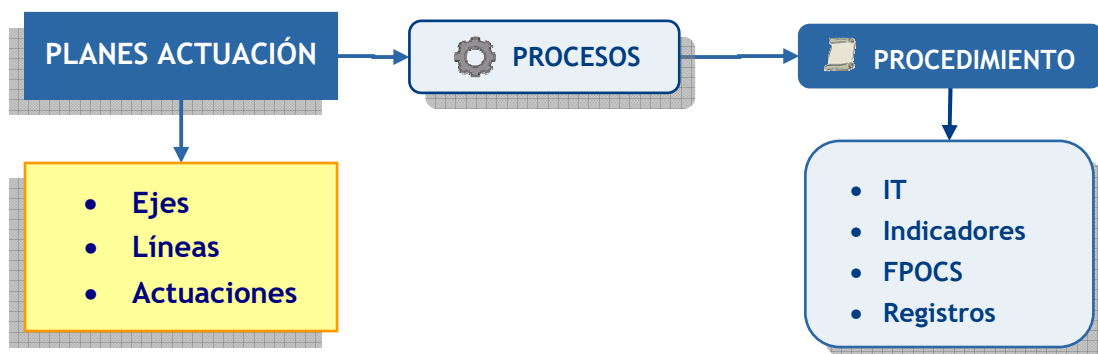 PLANES ACTUACIÓN
PROCESOS
PROCEDIMIENTO
• Ejes
• Líneas
• Actuaciones
• IT
• Indicadores
• FPOCS
• Registros